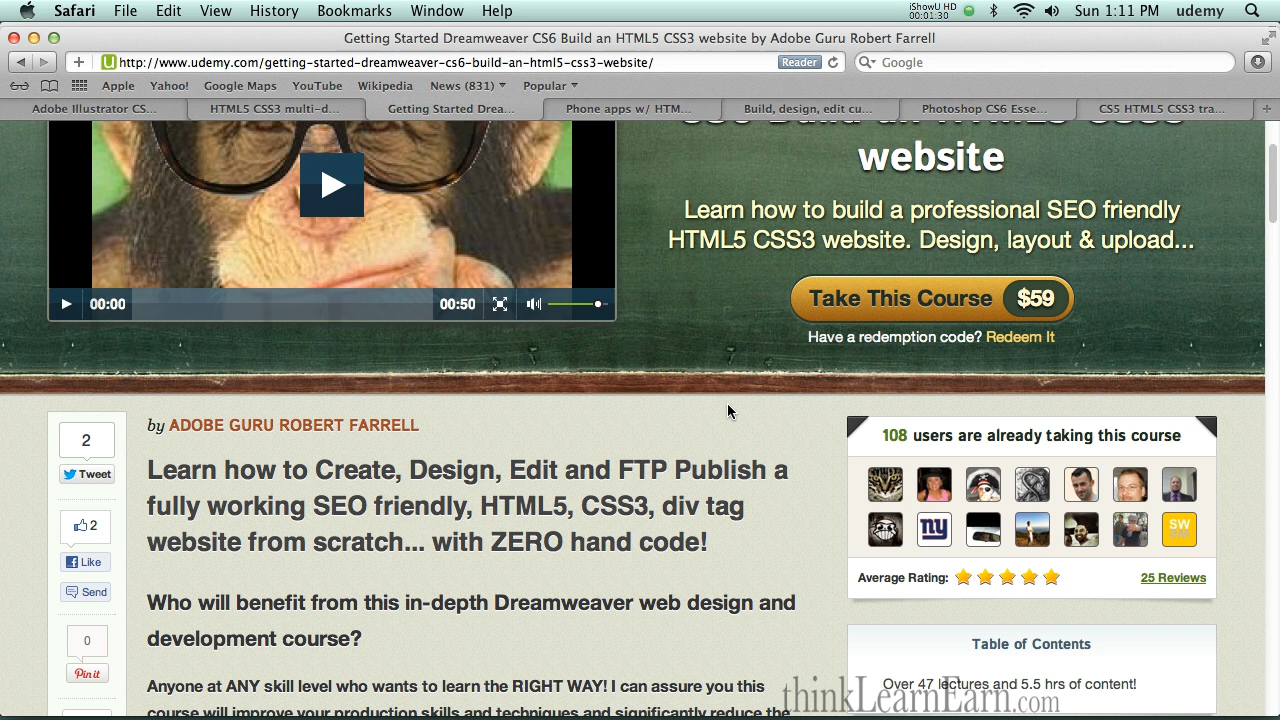 Safari File Edit View History Bookmarks Window Help
iShowU HD
00:01:30
Sun 1:11 PM udemy
Getting Started Dreamweaver CS6 Build an HTML5 CSS3 website by Adobe Guru Robert Farrell
http://www.udemy.com/getting-started-dreamweaver-cs6-build-an-html5-css3-website/
Reader
Google
Apple Yahoo! Google Maps YouTube Wikipedia News (831) Popular
Adobe Illustrator CS... HTML5 CSS3 multi-d... Getting Started Drea... Phone apps w/ HTM... Build, design, edit cu... Photoshop CS6 Esse... CS5 HTML5 CSS3 tra...
CS6 Build an HTML5 CSS3
website
Learn how to build a professional SEO friendly
HTML5 CSS3 website. Design, layout & upload...
00:00 00:50
Take This Course $59
Have a redemption code? Redeem It
by ADOBE GURU ROBERT FARRELL
Learn how to Create, Design, Edit and FTP Publish a
fully working SEO friendly, HTML5, CSS3, div tag
website from scratch... with ZERO hand code!
Who will benefit from this in-depth Dreamweaver web design and
development course?
Anyone at ANY skill level who wants to learn the RIGHT WAY! I can assure you this
course will improve your production skills and techniques and significantly reduce the
2
Tweet
2
Like
Send
0
Pin it
108 users are already taking this course
NY
SW
Average Rating:
25 Reviews
Table of Contents
Over 47 lectures and 5.5 hrs of content!
thinkLearnEarn.com